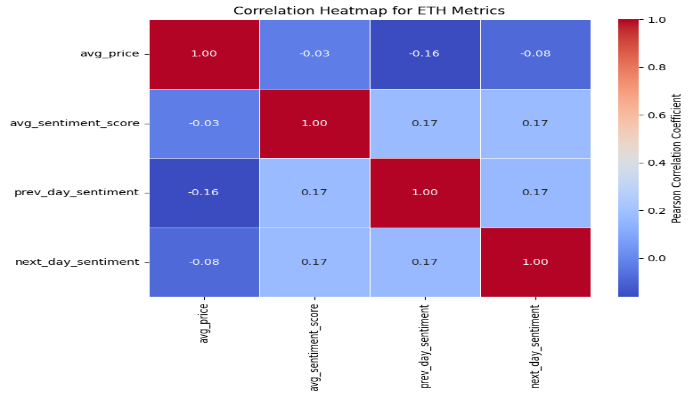 Correlation Heatmap for ETH Metrics
avg_price 1.00 -0.03 -0.16 -0.08
avg_sentiment_score -0.03 1.00 0.17 0.17
prev_day_sentiment -0.16 0.17 1.00 0.17
next_day_sentiment -0.08 0.17 0.17 1.00
avg_price
avg_sentiment_score
prev_day_sentiment
next_day_sentiment
1.0
0.8
0.6
0.4
0.2
0.0
Pearson Correlation Coefficient